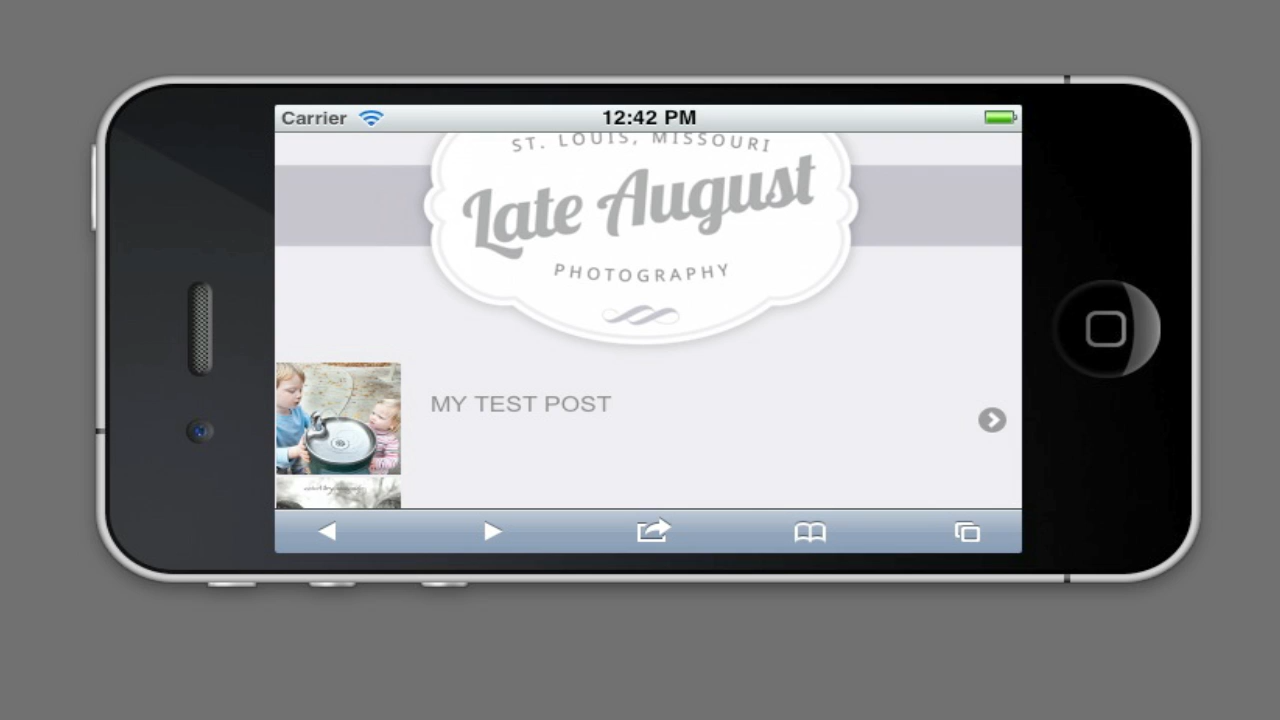 Carrier
12:42 PM
ST. LOUIS, MISSOURI
Late August
PHOTOGRAPHY
MY TEST POST